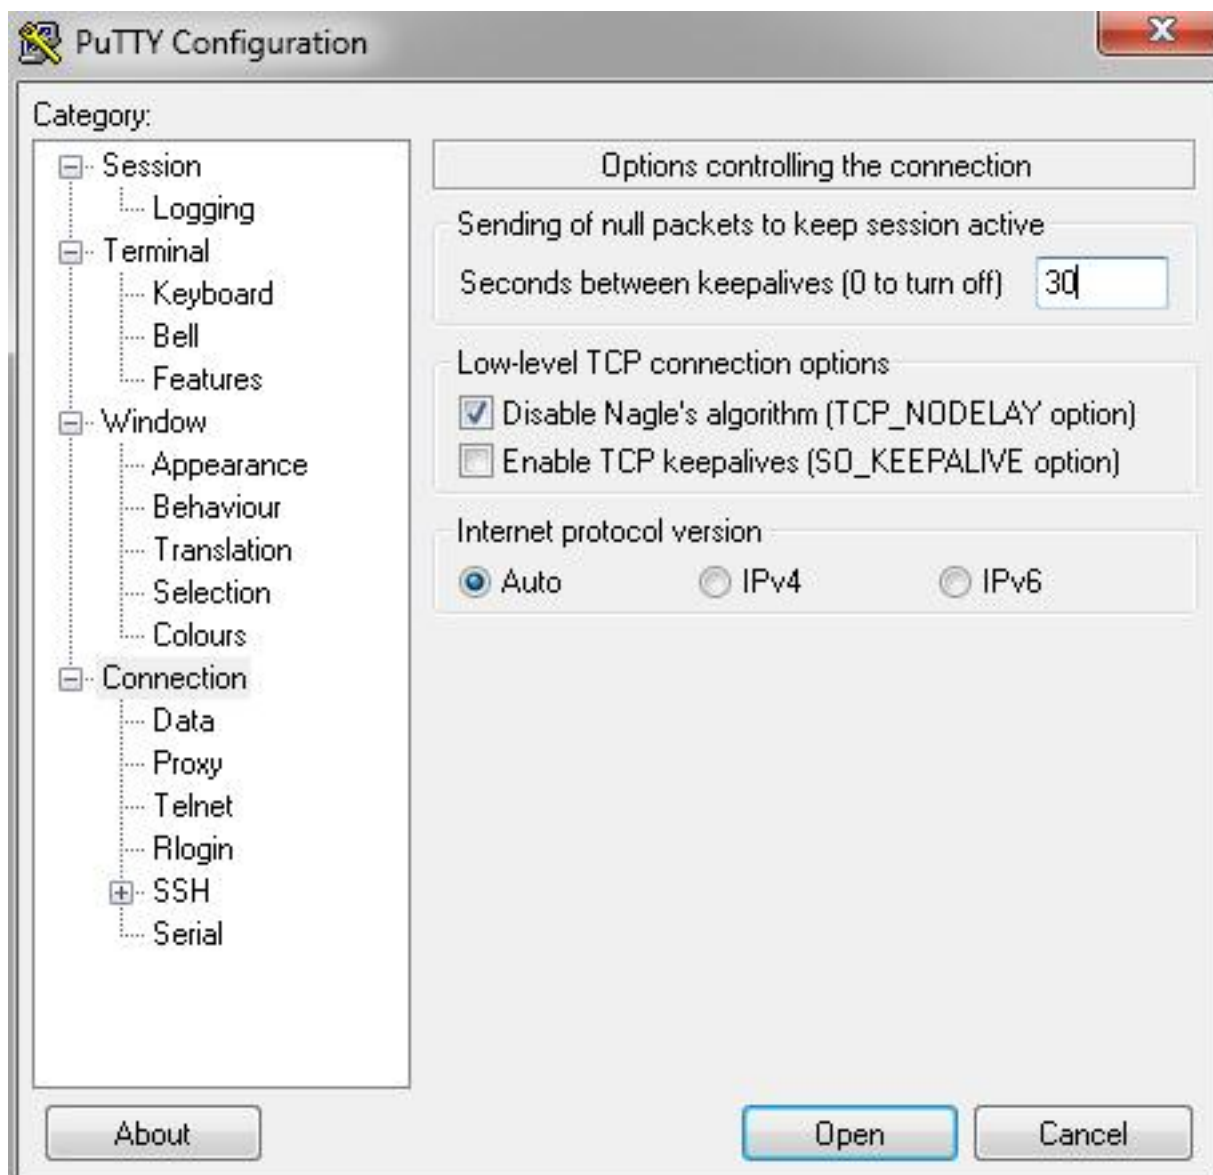 PuTTY Configuration
Category:
Session
Logging
Terminal
Keyboard
Bell
Features
Window
Appearance
Behaviour
Translation
Selection
Colours
Connection
Data
Proxy
Telnet
Rlogin
SSH
Serial
Options controlling the connection
Sending of null packets to keep session active
Seconds between keepalives (0 to turn off) 30
Low-level TCP connection options
Disable Nagle's algorithm (TCP_NODELAY option)
Enable TCP keepalives (SO_KEEPALIVE option)
Internet protocol version
Auto IPv4 IPv6
About Open Cancel